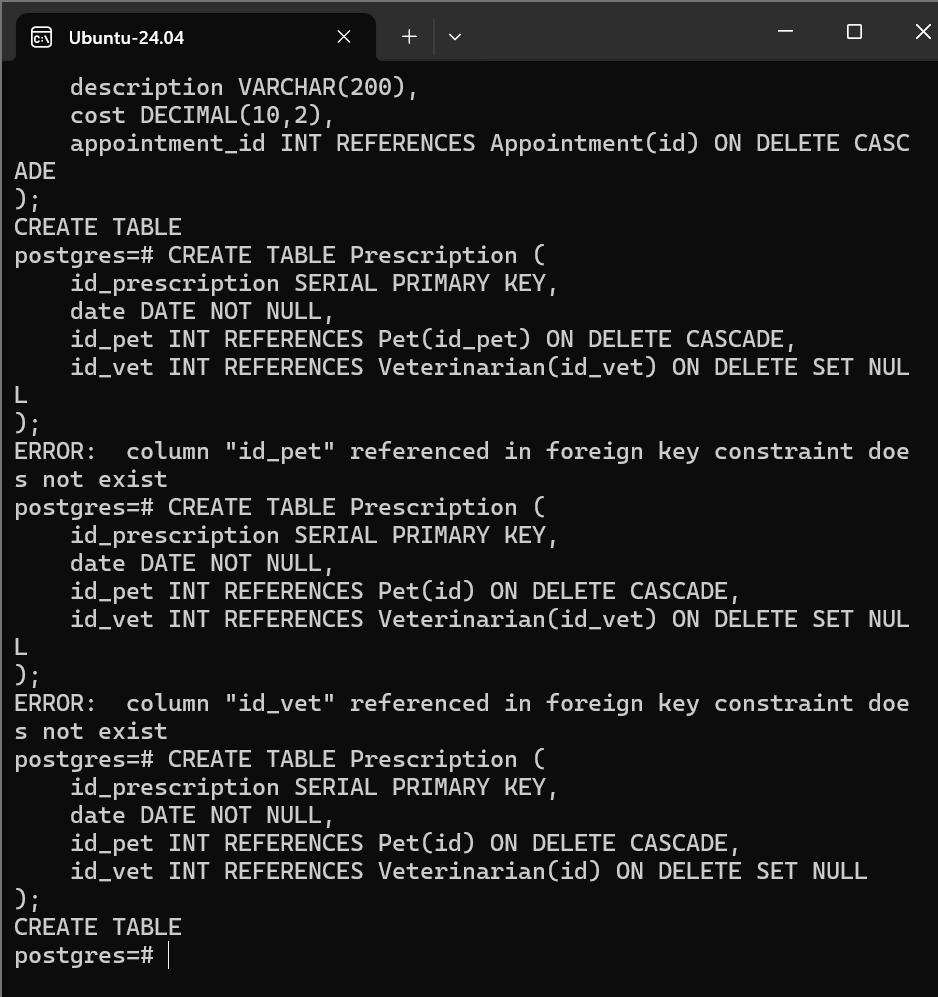 Ubuntu-24.04
    description VARCHAR(200),
    cost DECIMAL(10,2),
    appointment_id INT REFERENCES Appointment(id) ON DELETE CASC
ADE
);
CREATE TABLE
postgres=# CREATE TABLE Prescription (
    id_prescription SERIAL PRIMARY KEY,
    date DATE NOT NULL,
    id_pet INT REFERENCES Pet(id_pet) ON DELETE CASCADE,
    id_vet INT REFERENCES Veterinarian(id_vet) ON DELETE SET NUL
L
);
ERROR:  column "id_pet" referenced in foreign key constraint doe
s not exist
postgres=# CREATE TABLE Prescription (
    id_prescription SERIAL PRIMARY KEY,
    date DATE NOT NULL,
    id_pet INT REFERENCES Pet(id) ON DELETE CASCADE,
    id_vet INT REFERENCES Veterinarian(id_vet) ON DELETE SET NUL
L
);
ERROR:  column "id_vet" referenced in foreign key constraint doe
s not exist
postgres=# CREATE TABLE Prescription (
    id_prescription SERIAL PRIMARY KEY,
    date DATE NOT NULL,
    id_pet INT REFERENCES Pet(id) ON DELETE CASCADE,
    id_vet INT REFERENCES Veterinarian(id) ON DELETE SET NULL
);
CREATE TABLE
postgres=#